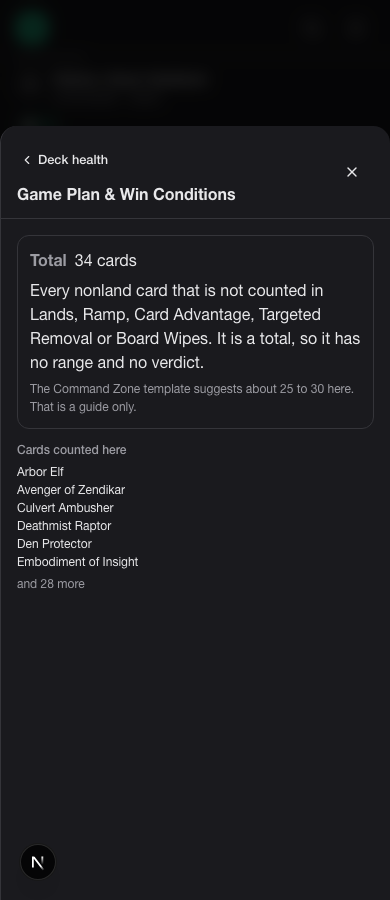 Deck health
Game Plan & Win Conditions
Total 34 cards
Every nonland card that is not counted in
Lands, Ramp, Card Advantage, Targeted
Removal or Board Wipes. It is a total, so it has
no range and no verdict.
The Command Zone template suggests about 25 to 30 here.
That is a guide only.
Cards counted here
Arbor Elf
Avenger of Zendikar
Culvert Ambusher
Deathmist Raptor
Den Protector
Embodiment of Insight
and 28 more
N